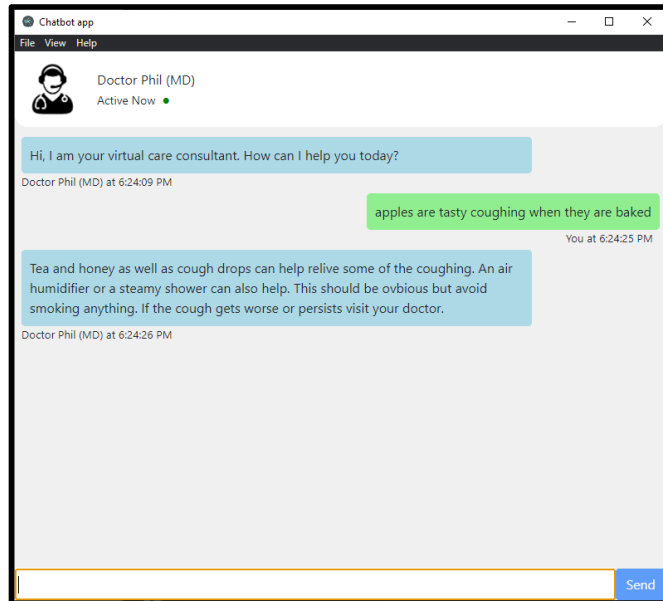 Chatbot app
File View Help
Doctor Phil (MD)
Active Now
Hi, I am your virtual care consultant. How can I help you today?
Doctor Phil (MD) at 6:24:09 PM
apples are tasty coughing when they are baked
You at 6:24:25 PM
Tea and honey as well as cough drops can help relive some of the coughing. An air
humidifier or a steamy shower can also help. This should be ovbious but avoid
smoking anything. If the cough gets worse or persists visit your doctor.
Doctor Phil (MD) at 6:24:26 PM
Send